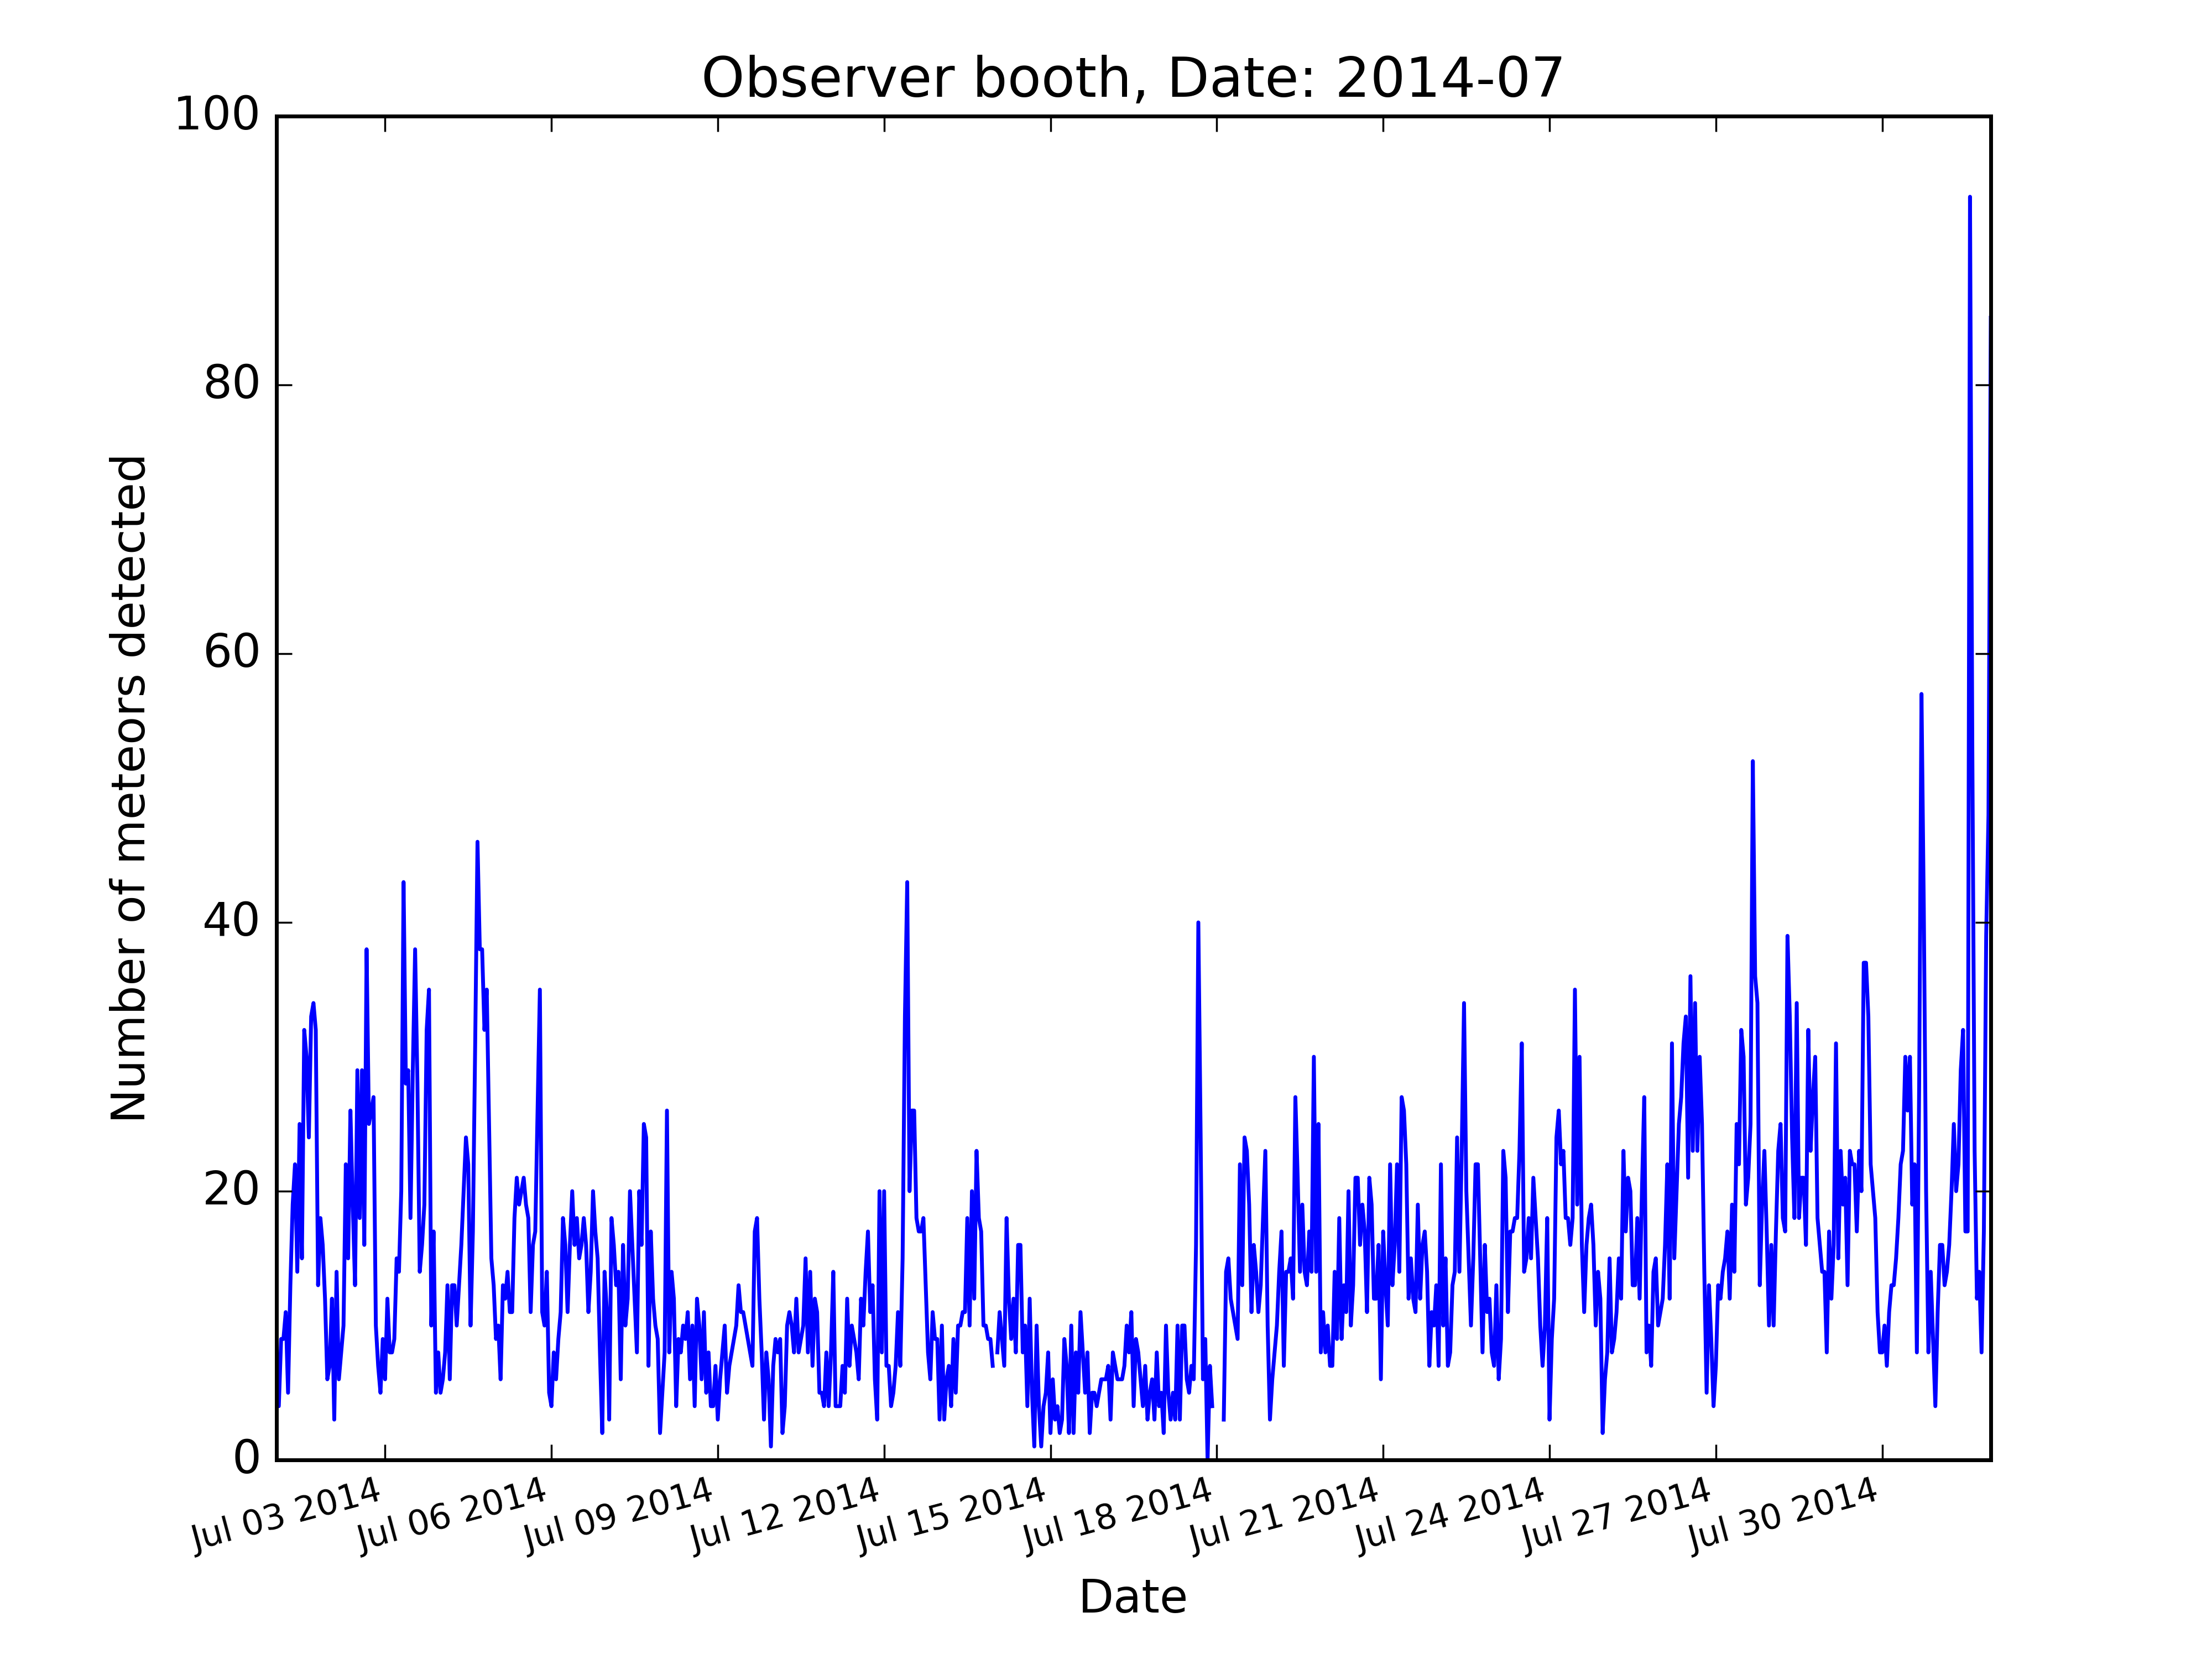 Observer booth, Date: 2014-07
100
80
60
40
20
0
Number of meteors detected
Jul 03 2014
Jul 06 2014
Jul 09 2014
Jul 12 2014
Jul 15 2014
Jul 18 2014
Jul 21 2014
Jul 24 2014
Jul 27 2014
Jul 30 2014
Date